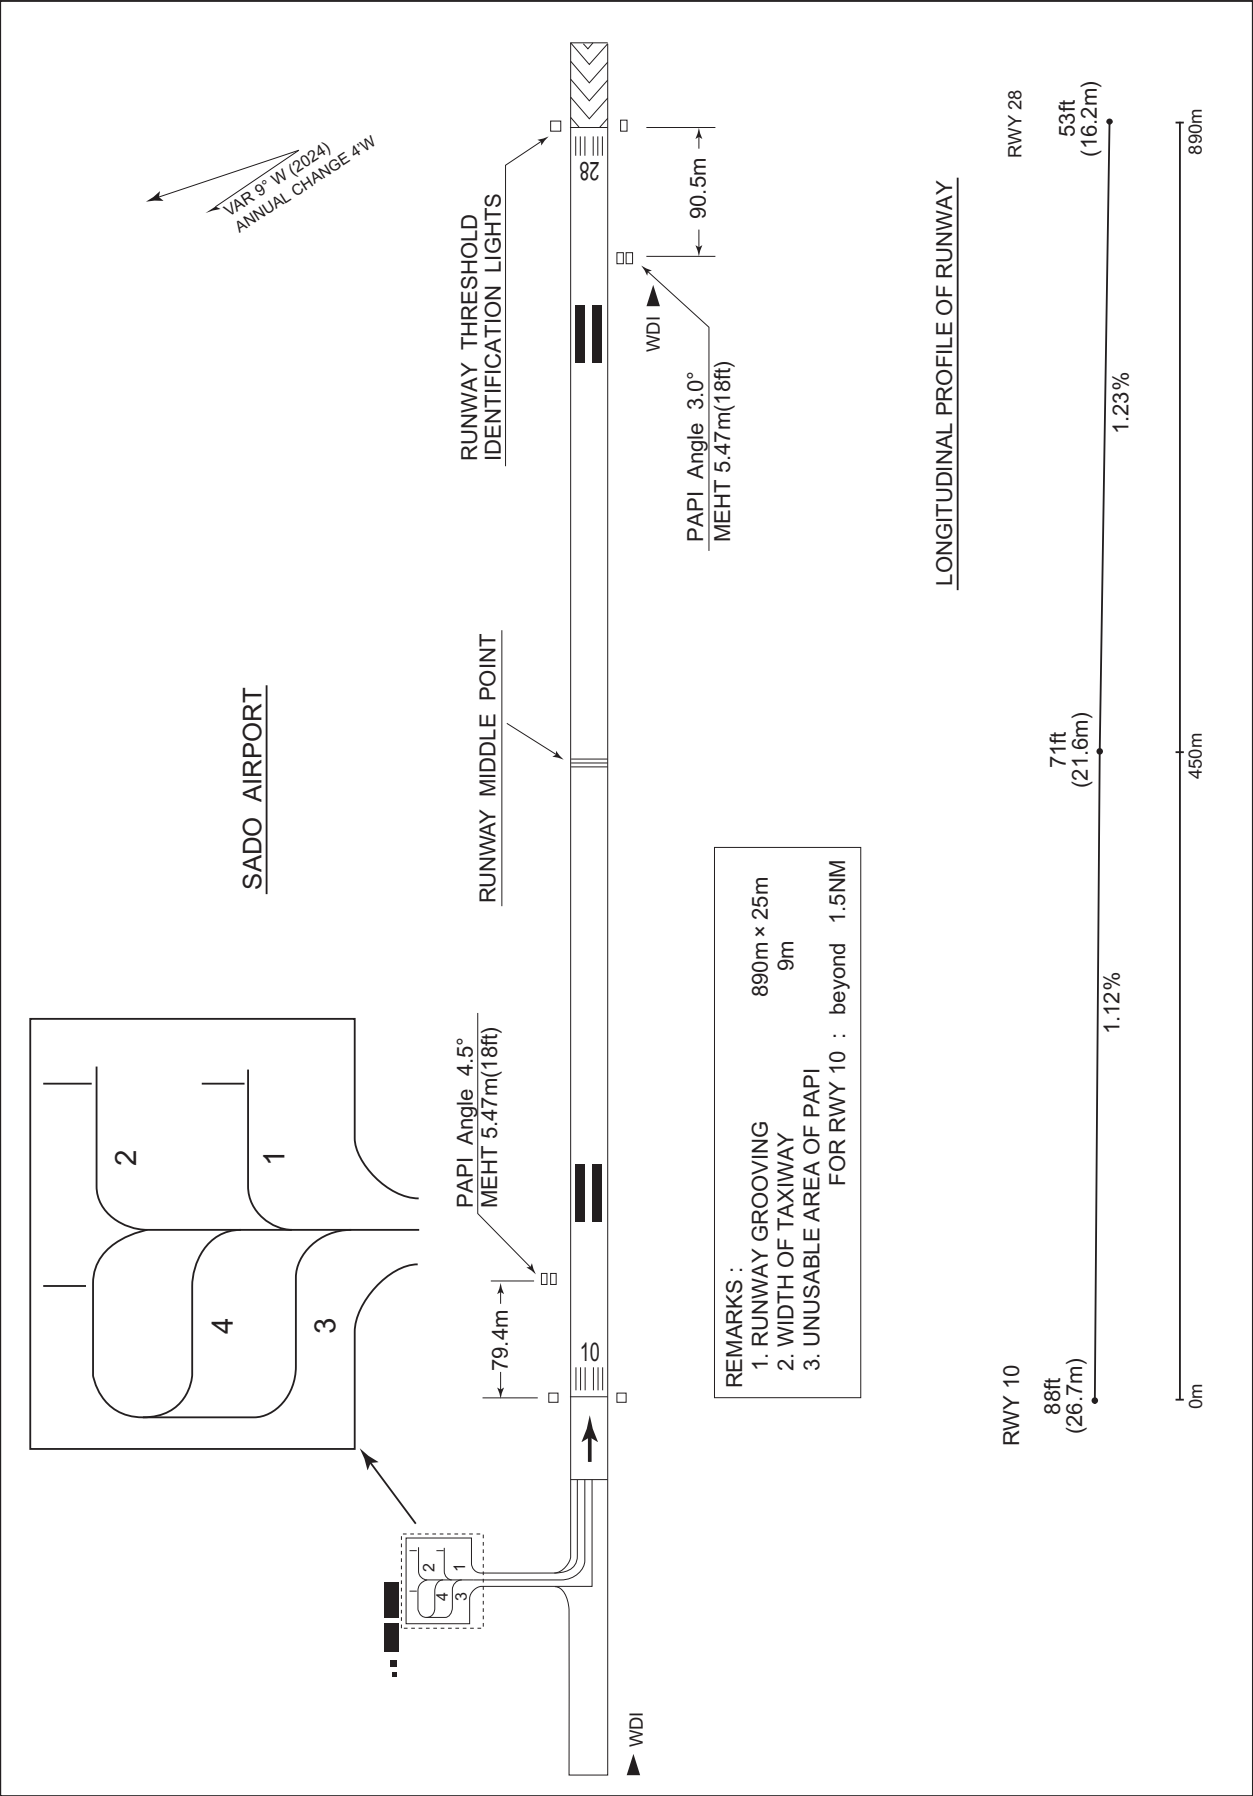 SADO AIRPORT
VAR 9° W (2024)
ANNUAL CHANGE 4'W
2
1
4
3
2
1
4
3
PAPI Angle 4.5°
MEHT 5.47m(18ft)
79.4m
RUNWAY MIDDLE POINT
RUNWAY THRESHOLD
IDENTIFICATION LIGHTS
10
28
90.5m
WDI
WDI
PAPI Angle 3.0°
MEHT 5.47m(18ft)
REMARKS :
1. RUNWAY GROOVING 890m × 25m
2. WIDTH OF TAXIWAY 9m
3. UNUSABLE AREA OF PAPI
FOR RWY 10 : beyond 1.5NM
LONGITUDINAL PROFILE OF RUNWAY
RWY 10
RWY 28
88ft
(26.7m)
71ft
(21.6m)
53ft
(16.2m)
1.12%
1.23%
0m
450m
890m